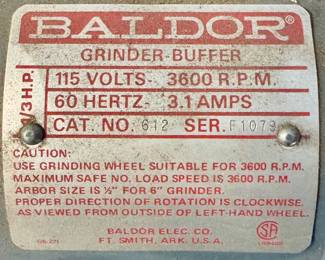 BALDOR®
GRINDER-BUFFER
1/3 H.P.
115 VOLTS- 3600 R.P.M.
60 HERTZ- 3.1 AMPS
CAT. NO. 612 SER. F1079
CAUTION:
USE GRINDING WHEEL SUITABLE FOR 3600 R.P.M.
MAXIMUM SAFE NO. LOAD SPEED IS 3600 R.P.M.
ARBOR SIZE IS ½" FOR 6" GRINDER.
PROPER DIRECTION OF ROTATION IS CLOCKWISE.
AS VIEWED FROM OUTSIDE OF LEFT-HAND WHEEL.
BALDOR ELEC. CO.
FT. SMITH, ARK. U.S.A.